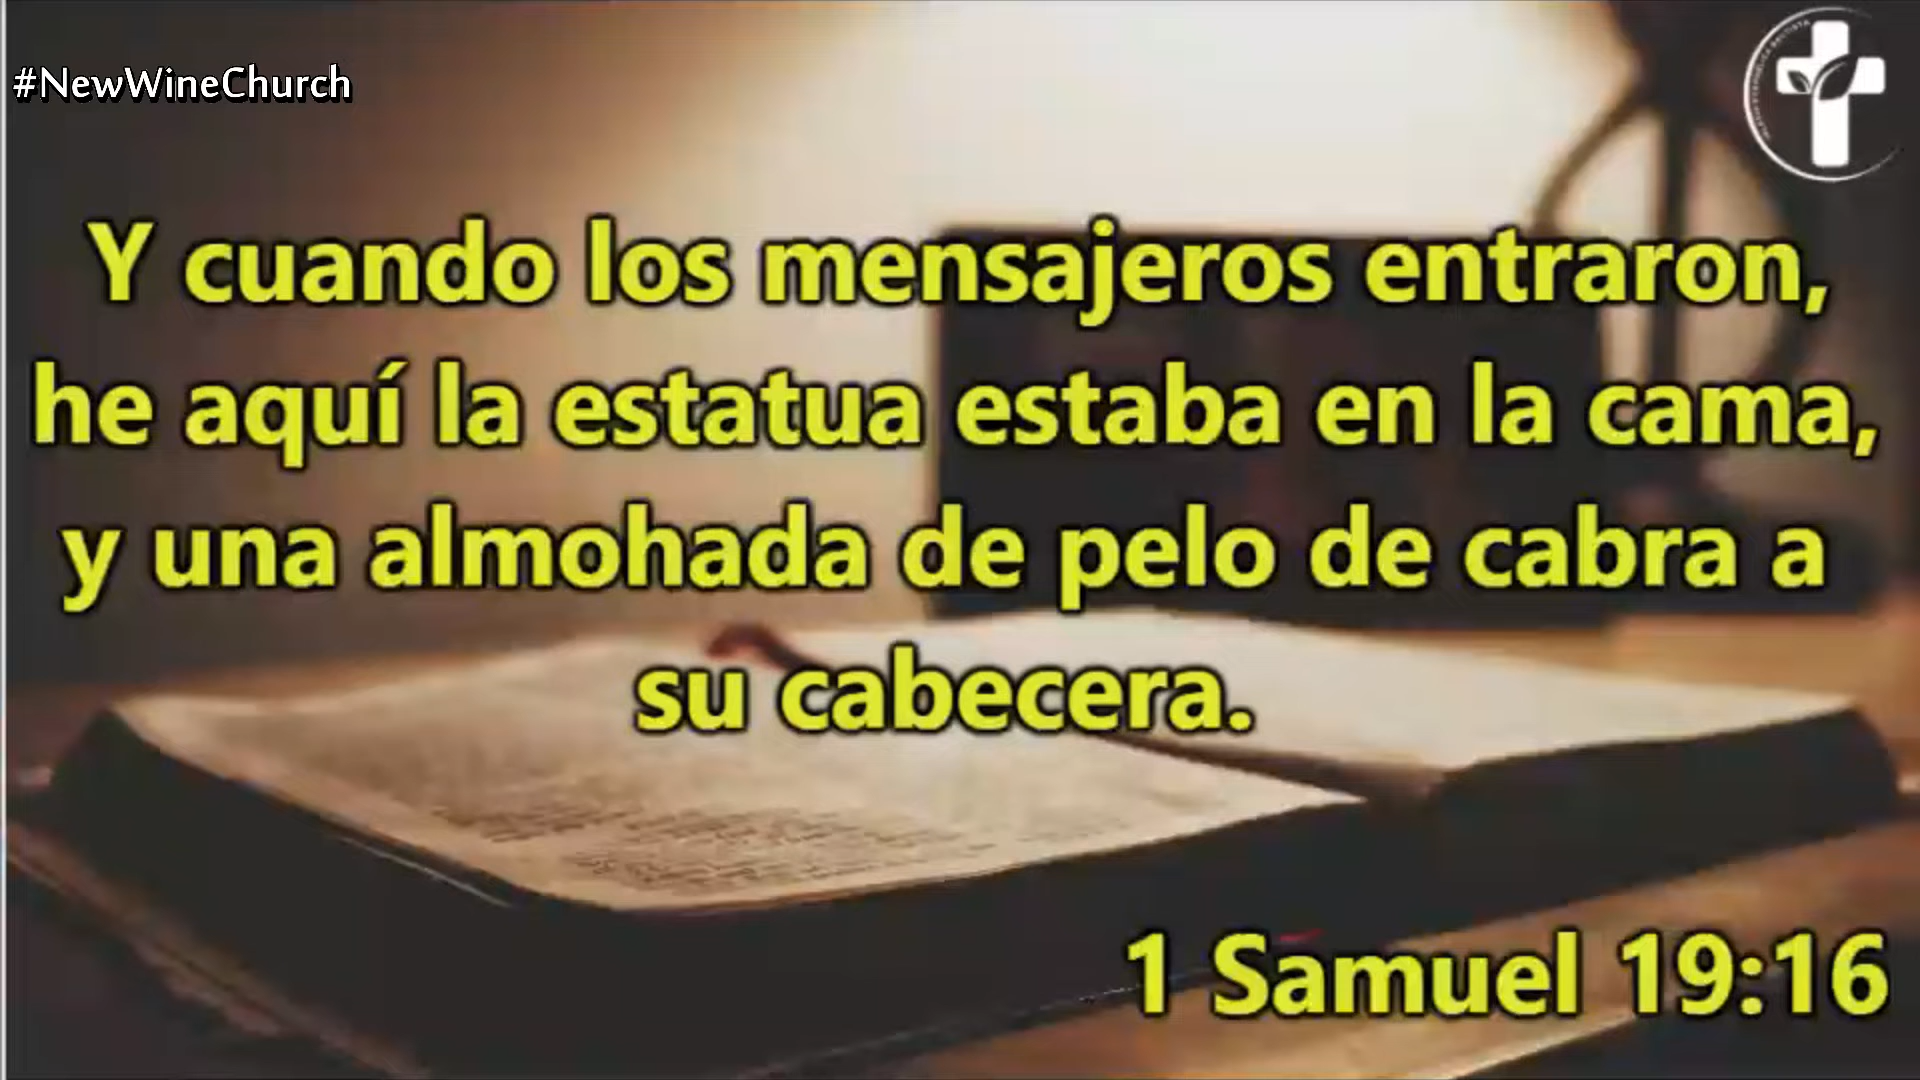 #NewWineChurch
Y cuando los mensajeros entraron,
he aquí la estatua estaba en la cama,
y una almohada de pelo de cabra a
su cabecera.
1 Samuel 19:16